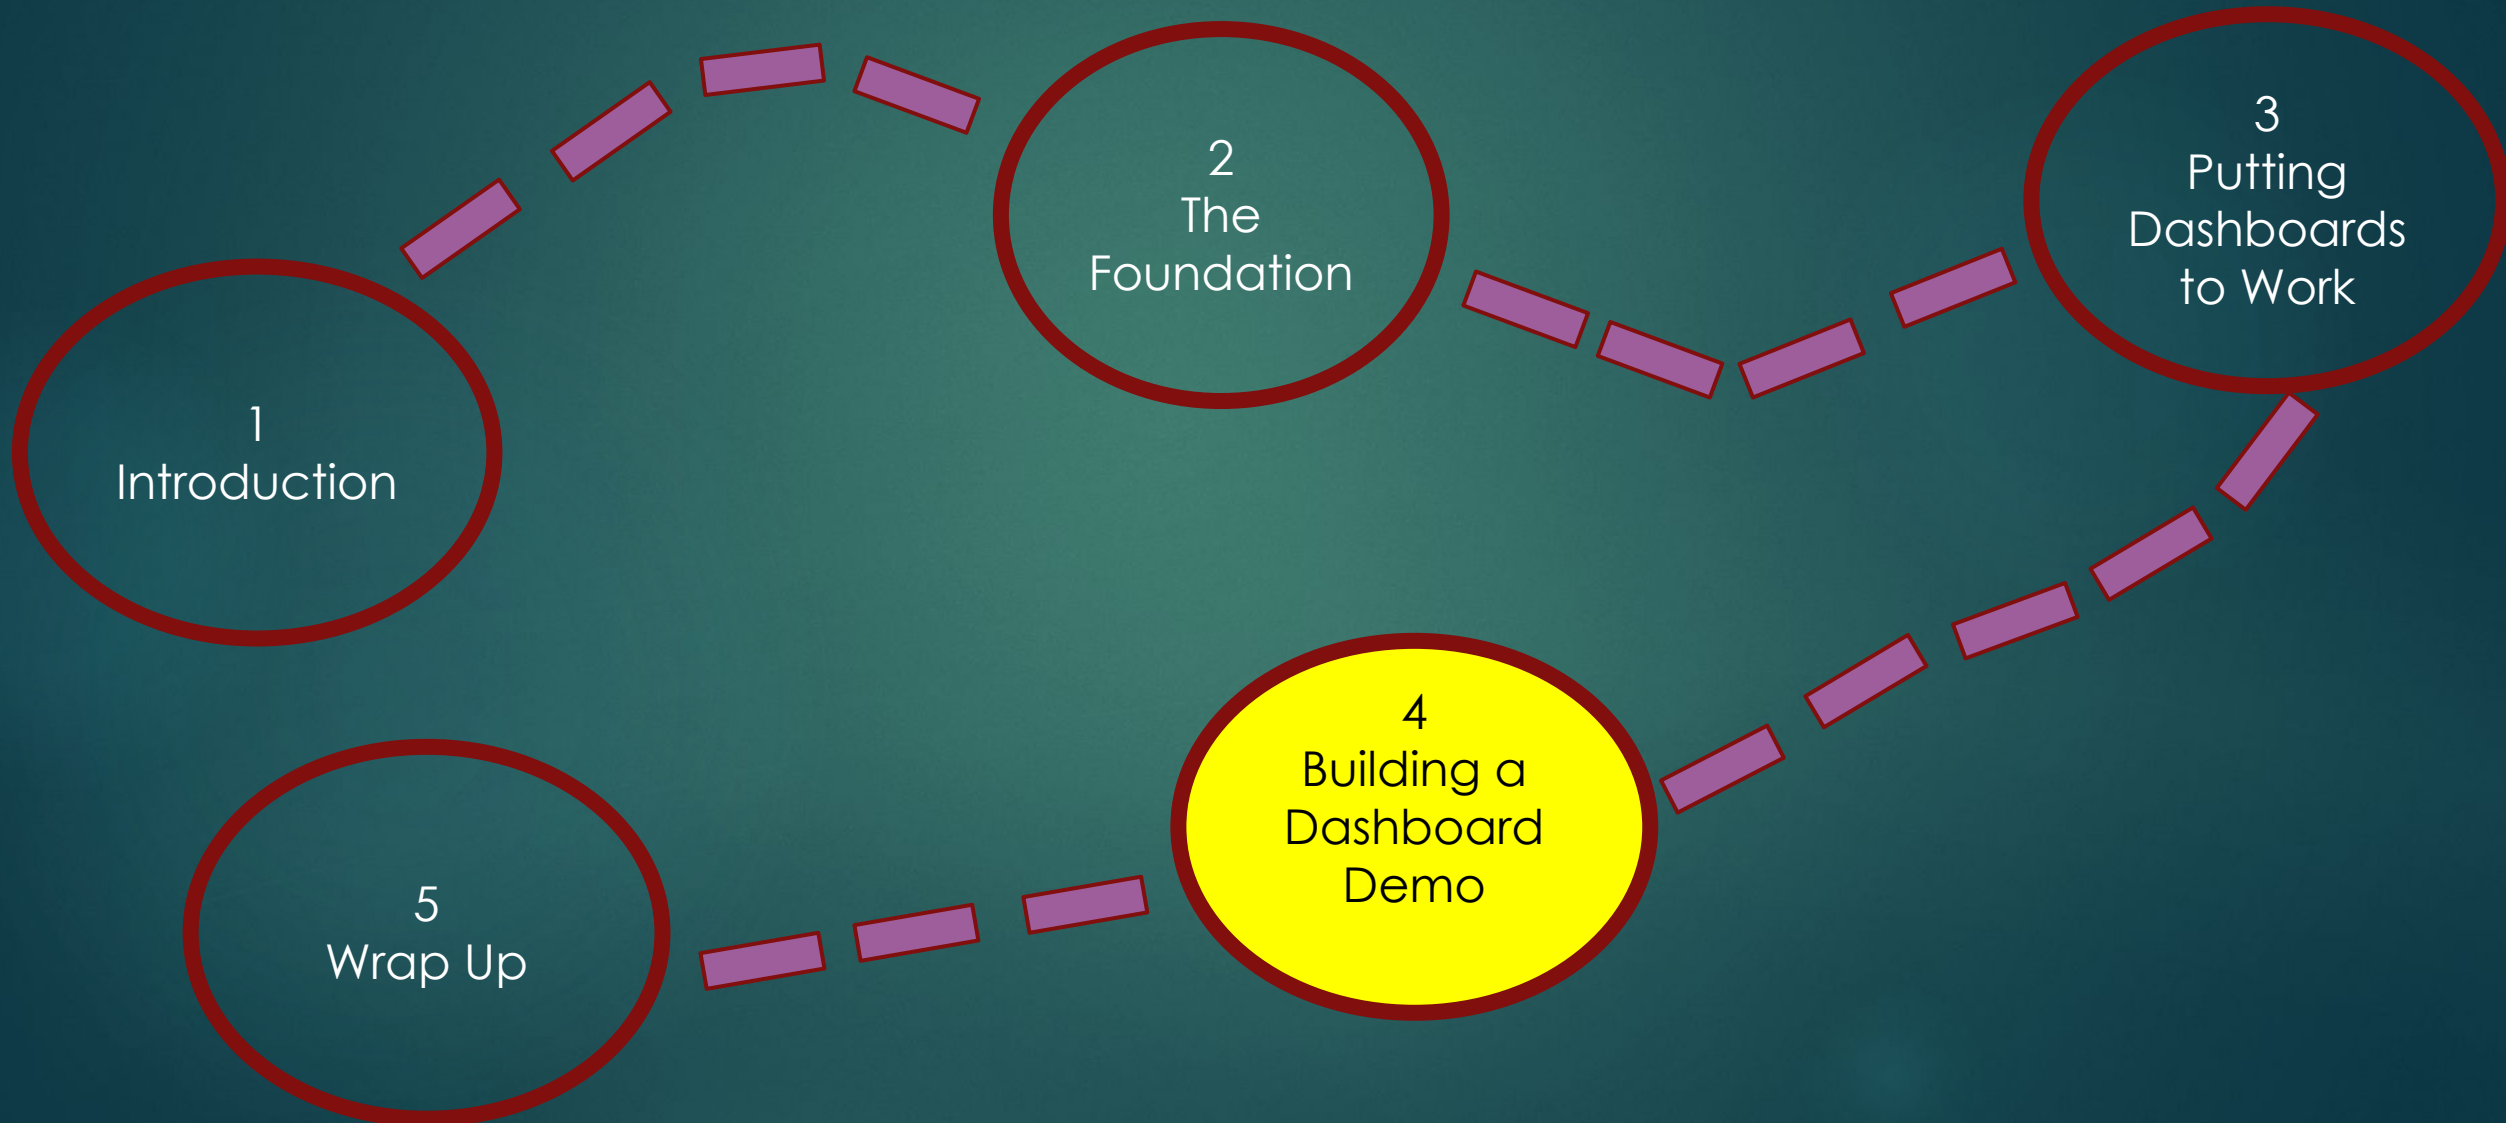 1
Introduction
2
The
Foundation
3
Putting
Dashboards
to Work
4
Building a
Dashboard
Demo
5
Wrap Up